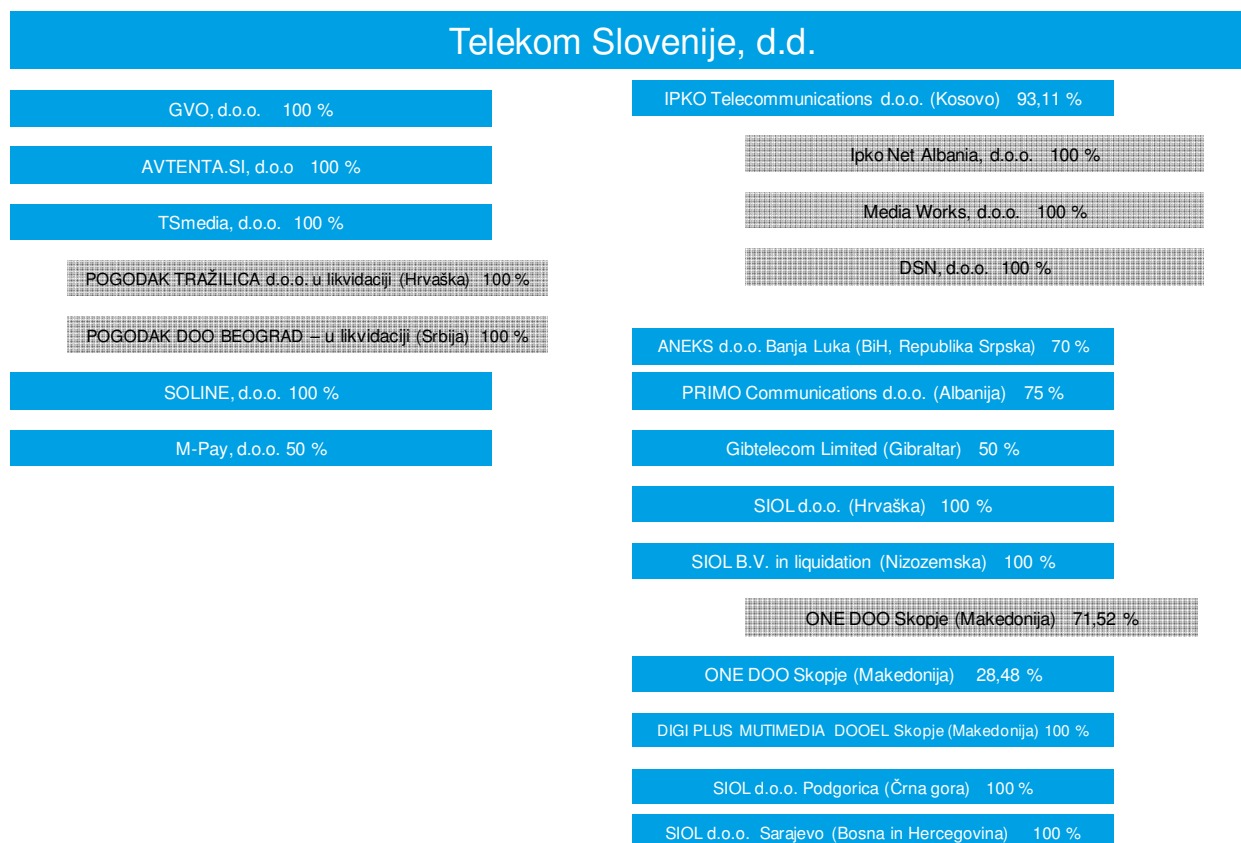 Telekom Slovenije, d.d.
GVO, d.o.o. 100 %
AVTENTA.SI, d.o.o 100 %
TSmedia, d.o.o. 100 %
POGODAK TRAŽILICA d.o.o. u likvidaciji (Hrvaška) 100 %
POGODAK DOO BEOGRAD – u likvidaciji (Srbija) 100 %
SOLINE, d.o.o. 100 %
M-Pay, d.o.o. 50 %
IPKO Telecommunications d.o.o. (Kosovo) 93,11 %
Ipko Net Albania, d.o.o. 100 %
Media Works, d.o.o. 100 %
DSN, d.o.o. 100 %
ANEKS d.o.o. Banja Luka (BiH, Republika Srpska) 70 %
PRIMO Communications d.o.o. (Albanija) 75 %
Gibtelecom Limited (Gibraltar) 50 %
SIOL d.o.o. (Hrvaška) 100 %
SIOL B.V. in liquidation (Nizozemska) 100 %
ONE DOO Skopje (Makedonija) 71,52 %
ONE DOO Skopje (Makedonija) 28,48 %
DIGI PLUS MUTIMEDIA DOOEL Skopje (Makedonija) 100 %
SIOL d.o.o. Podgorica (Črna gora) 100 %
SIOL d.o.o. Sarajevo (Bosna in Hercegovina) 100 %